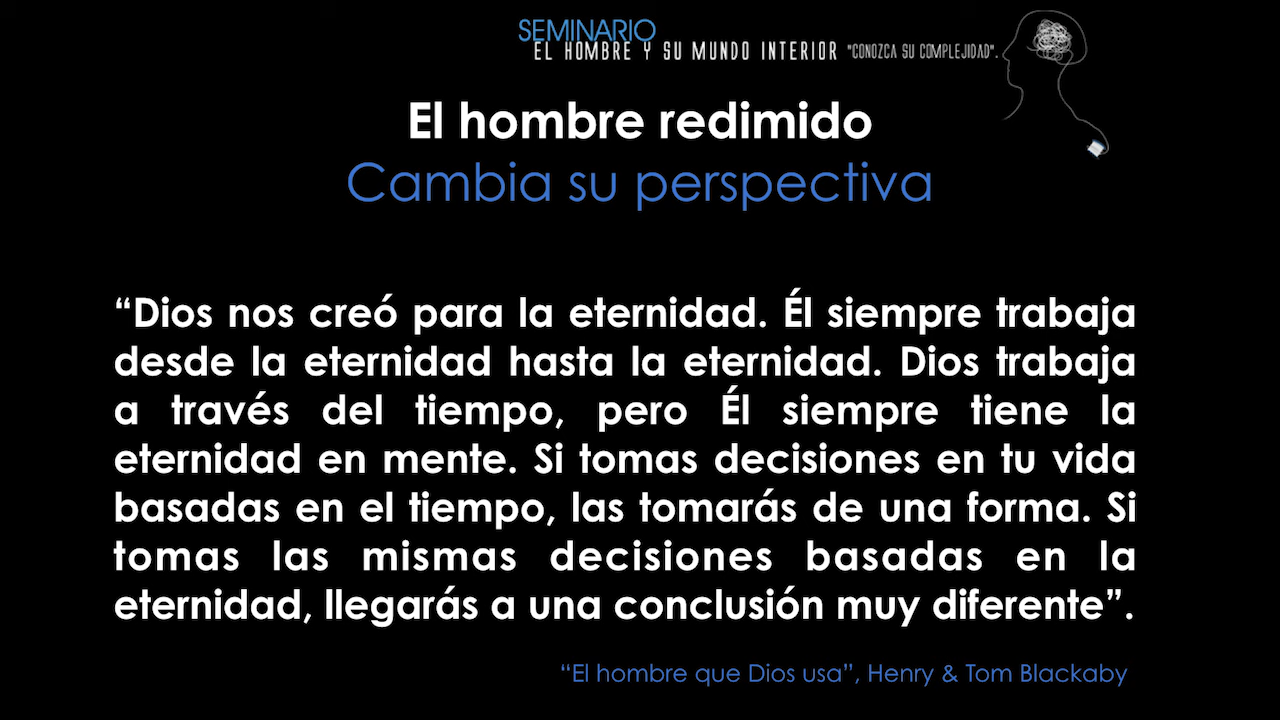 SEMINARIO
EL HOMBRE Y SU MUNDO INTERIOR "CONOZCA SU COMPLEJIDAD".
El hombre redimido
Cambia su perspectiva
“Dios nos creó para la eternidad. Él siempre trabaja
desde la eternidad hasta la eternidad. Dios trabaja
a través del tiempo, pero Él siempre tiene la
eternidad en mente. Si tomas decisiones en tu vida
basadas en el tiempo, las tomarás de una forma. Si
tomas las mismas decisiones basadas en la
eternidad, llegarás a una conclusión muy diferente”.
“El hombre que Dios usa”, Henry & Tom Blackaby